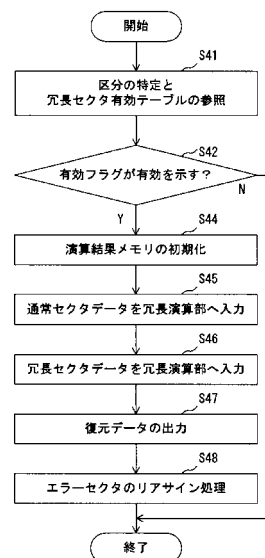 開始
S41
区分の特定と
冗長セクタ有効テーブルの参照
S42
有効フラグが有効を示す?
N
Y
S44
演算結果メモリの初期化
S45
通常セクタデータを冗長演算部へ入力
S46
冗長セクタデータを冗長演算部へ入力
S47
復元データの出力
S48
エラーセクタのリアサイン処理
終了